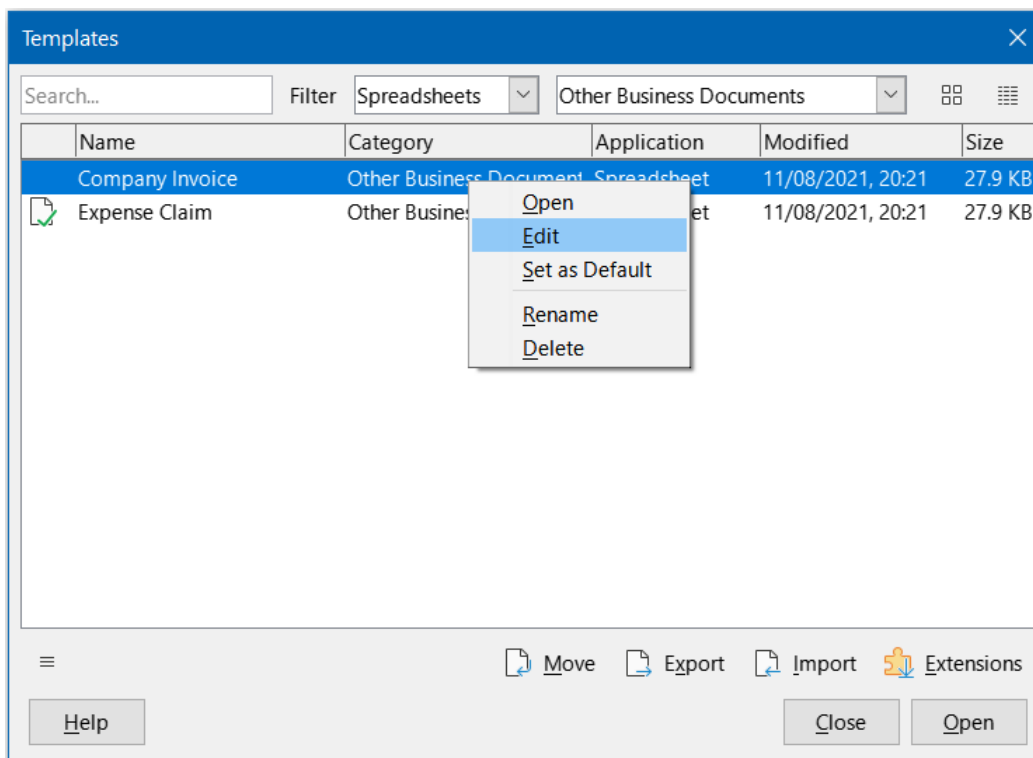 Templates
Search... Filter Spreadsheets Other Business Documents
Name Category Application Modified Size
Company Invoice Other Business Document Spreadsheet 11/08/2021, 20:21 27.9 KB
Expense Claim Other Busines et 11/08/2021, 20:21 27.9 KB
Open
Edit
Set as Default
Rename
Delete
Move Export Import Extensions
Help Close Open